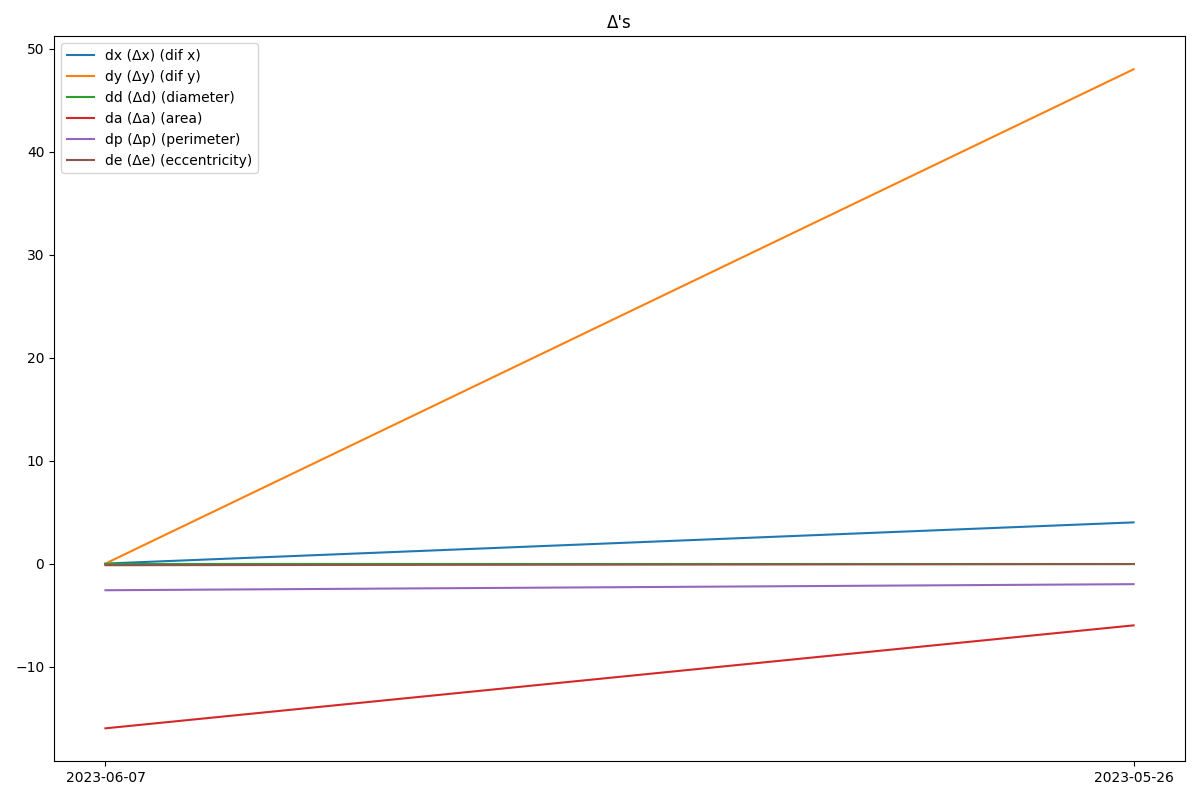 Δ's
dx (Δx) (dif x)
dy (Δy) (dif y)
dd (Δd) (diameter)
da (Δa) (area)
dp (Δp) (perimeter)
de (Δe) (eccentricity)
50
40
30
20
10
0
−10
2023-06-07 2023-05-26